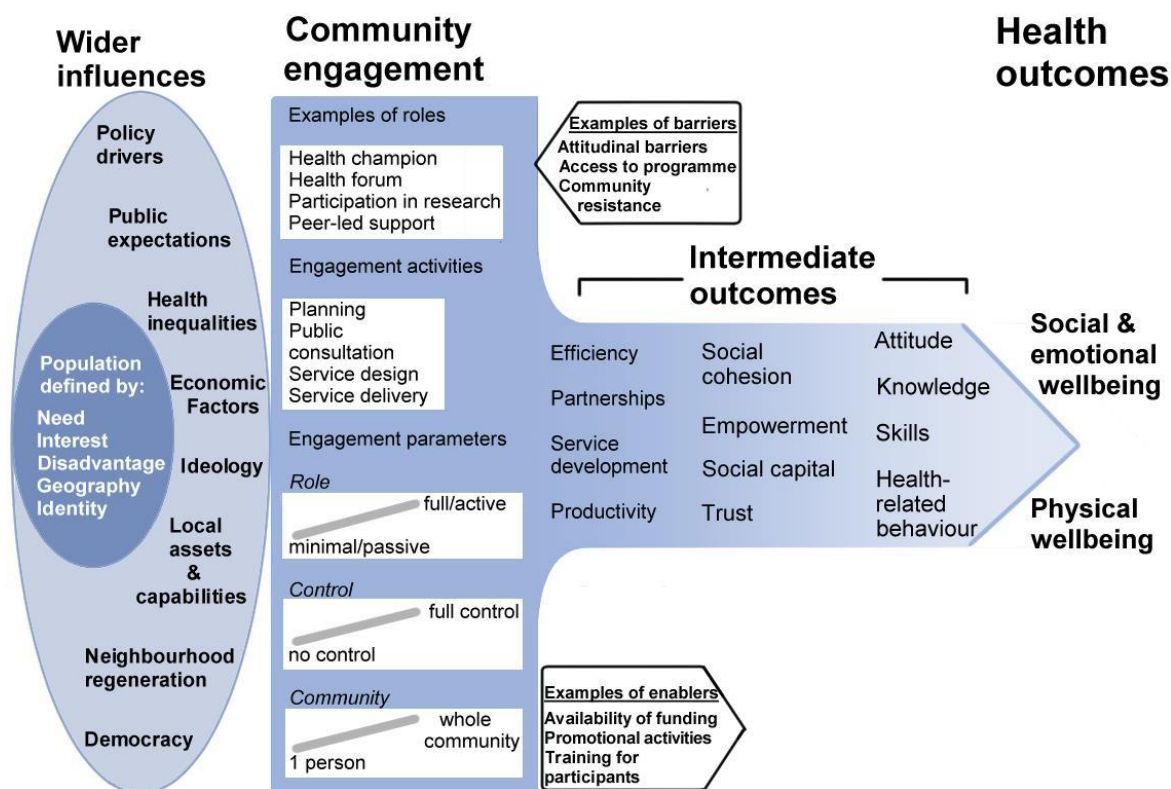 Wider
influences
Policy
drivers
Public
expectations
Health
inequalities
Economic
Factors
Ideology
Local
assets
&
capabilities
Neighbourhood
regeneration
Democracy
Population
defined by:
Need
Interest
Disadvantage
Geography
Identity
Community
engagement
Examples of roles
Health champion
Health forum
Participation in research
Peer-led support
Engagement activities
Planning
Public
consultation
Service design
Service delivery
Engagement parameters
Role
full/active
minimal/passive
Control
full control
no control
Community
whole
community
1 person
Examples of barriers
Attitudinal barriers
Access to programme
Community
resistance
Intermediate
outcomes
Efficiency
Partnerships
Service
development
Productivity
Social
cohesion
Empowerment
Social capital
Trust
Attitude
Knowledge
Skills
Health-
related
behaviour
Examples of enablers
Availability of funding
Promotional activities
Training for
participants
Health
outcomes
Social &
emotional
wellbeing
Physical
wellbeing